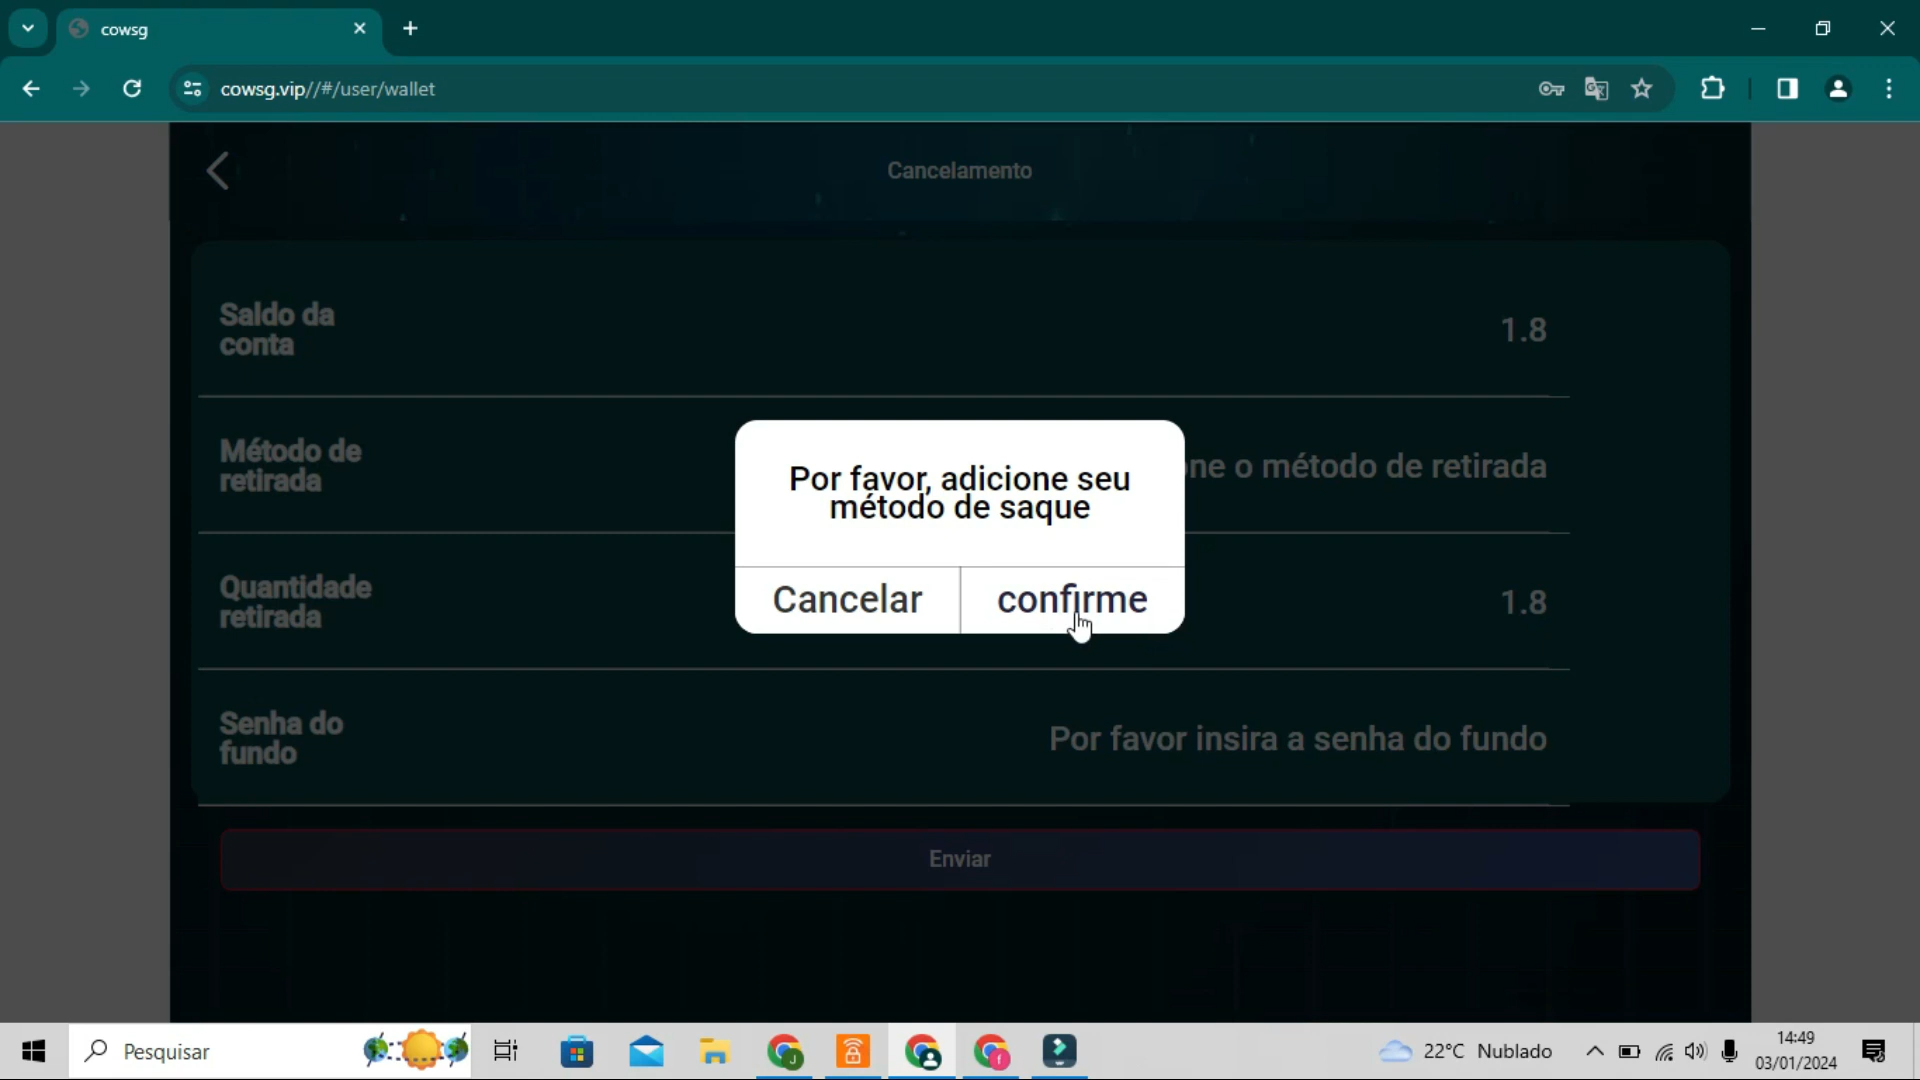 cowsg
cowsg.vip//#/user/wallet
Cancelamento
Saldo da
conta
1.8
Método de
retirada
one o método de retirada
Por favor, adicione seu
método de saque
Cancelar
confirme
Quantidade
retirada
1.8
Senha do
fundo
Por favor insira a senha do fundo
Enviar
Pesquisar
J
f
22°C Nublado
14:49
03/01/2024